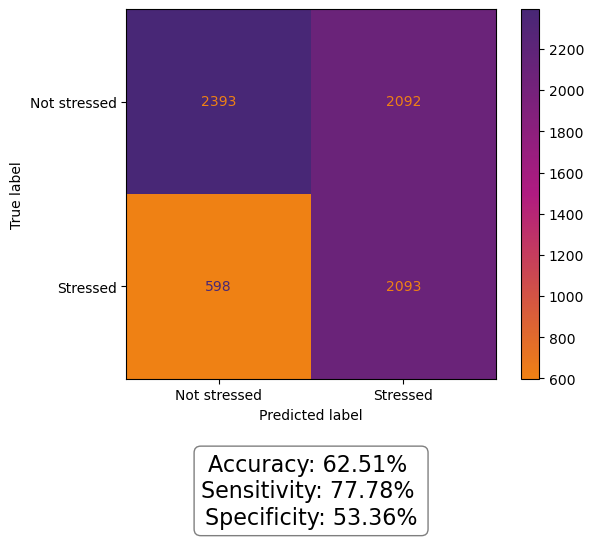 Not stressed
2393
2092
Stressed
598
2093
True label
Not stressed
Stressed
Predicted label
2200
2000
1800
1600
1400
1200
1000
800
600
Accuracy: 62.51%
Sensitivity: 77.78%
Specificity: 53.36%